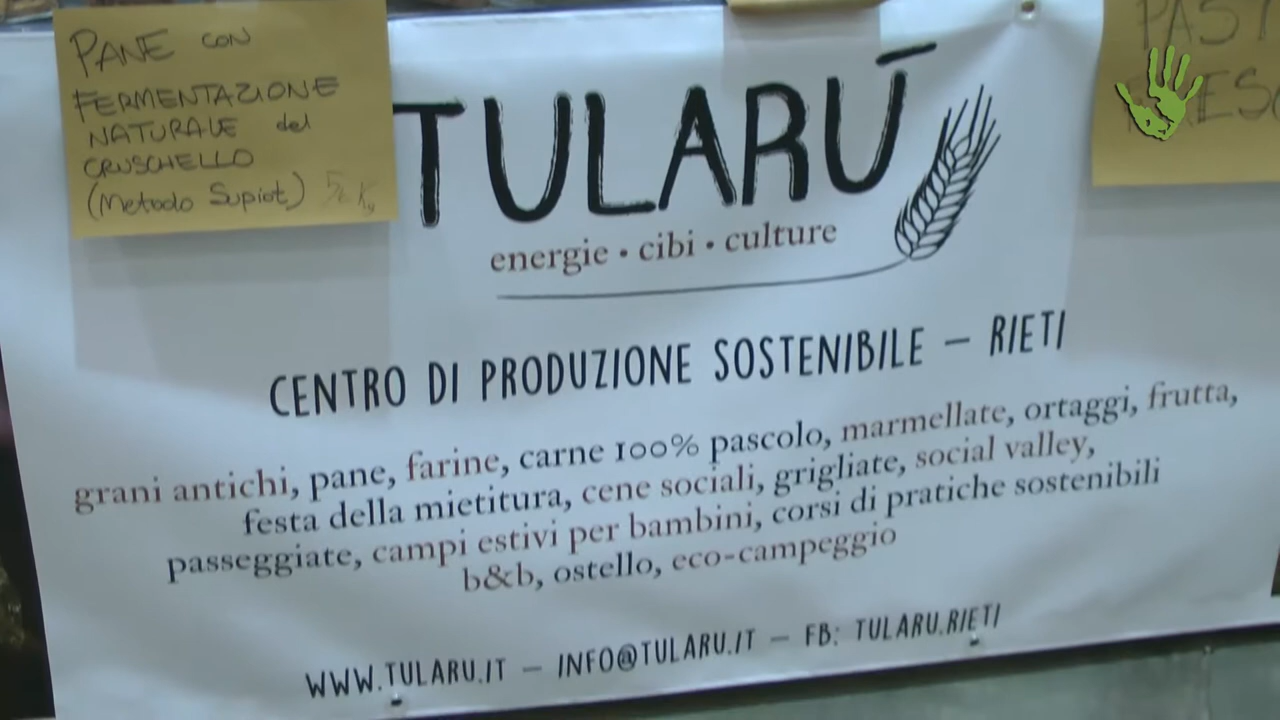 PANE CON
FERMENTAZIONE
NATURALE del
CRUSCHELLO
(Metodo Supiot)
TULARÚ
energie • cibi • culture
CENTRO DI PRODUZIONE SOSTENIBILE – RIETI
grani antichi, pane, farine, carne 100% pascolo, marmellate, ortaggi, frutta,
festa della mietitura, cene sociali, grigliate, social valley,
passeggiate, campi estivi per bambini, corsi di pratiche sostenibili
b&b, ostello, eco-campeggio
WWW.TULARU.IT – INFO@TULARU.IT – FB: TULARU.RIETI